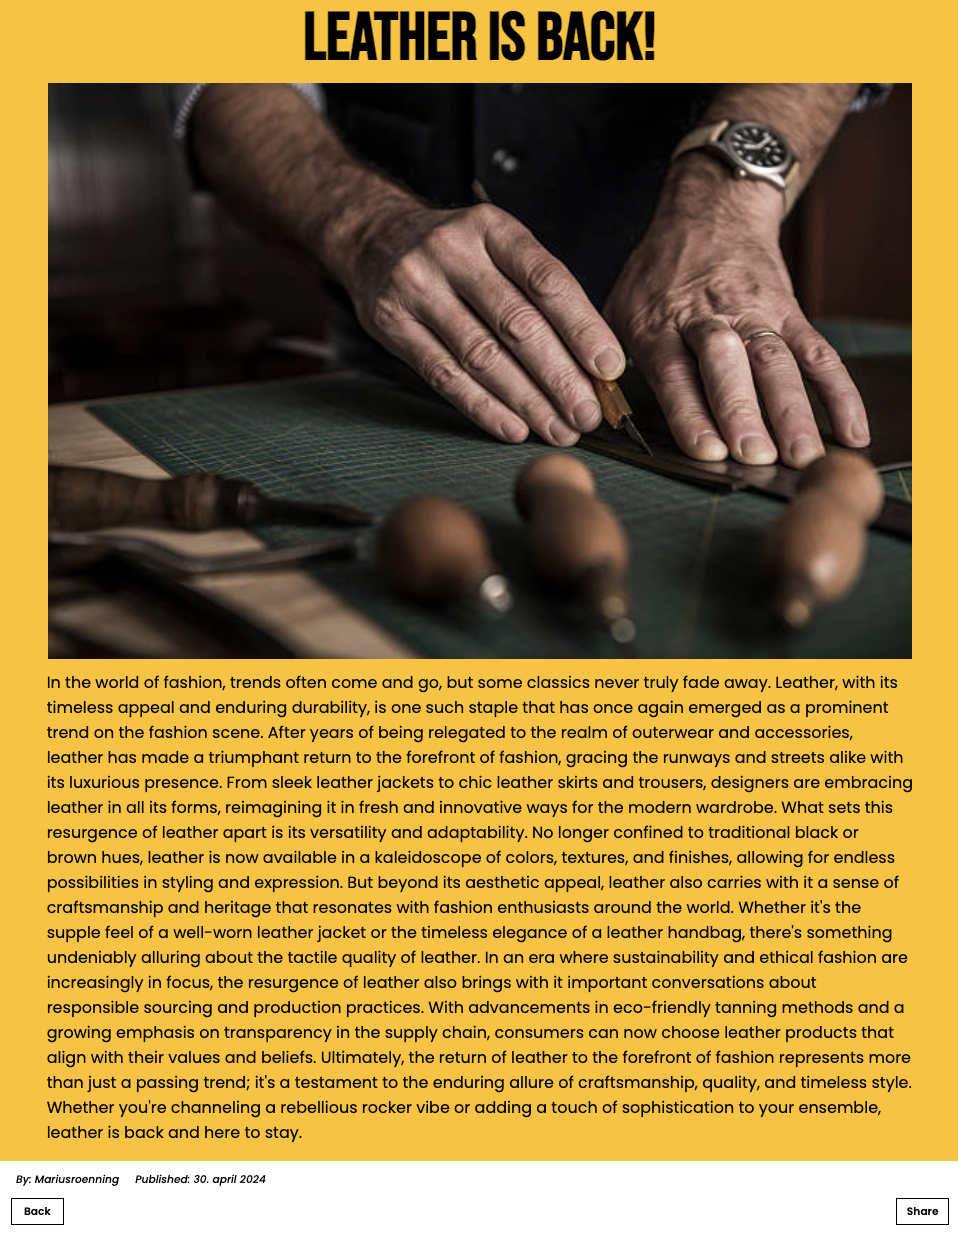 LEATHER IS BACK!
In the world of fashion, trends often come and go, but some classics never truly fade away. Leather, with its
timeless appeal and enduring durability, is one such staple that has once again emerged as a prominent
trend on the fashion scene. After years of being relegated to the realm of outerwear and accessories,
leather has made a triumphant return to the forefront of fashion, gracing the runways and streets alike with
its luxurious presence. From sleek leather jackets to chic leather skirts and trousers, designers are embracing
leather in all its forms, reimagining it in fresh and innovative ways for the modern wardrobe. What sets this
resurgence of leather apart is its versatility and adaptability. No longer confined to traditional black or
brown hues, leather is now available in a kaleidoscope of colors, textures, and finishes, allowing for endless
possibilities in styling and expression. But beyond its aesthetic appeal, leather also carries with it a sense of
craftsmanship and heritage that resonates with fashion enthusiasts around the world. Whether it's the
supple feel of a well-worn leather jacket or the timeless elegance of a leather handbag, there's something
undeniably alluring about the tactile quality of leather. In an era where sustainability and ethical fashion are
increasingly in focus, the resurgence of leather also brings with it important conversations about
responsible sourcing and production practices. With advancements in eco-friendly tanning methods and a
growing emphasis on transparency in the supply chain, consumers can now choose leather products that
align with their values and beliefs. Ultimately, the return of leather to the forefront of fashion represents more
than just a passing trend; it's a testament to the enduring allure of craftsmanship, quality, and timeless style.
Whether you're channeling a rebellious rocker vibe or adding a touch of sophistication to your ensemble,
leather is back and here to stay.
By: Mariusroenning Published: 30. april 2024
Back
Share